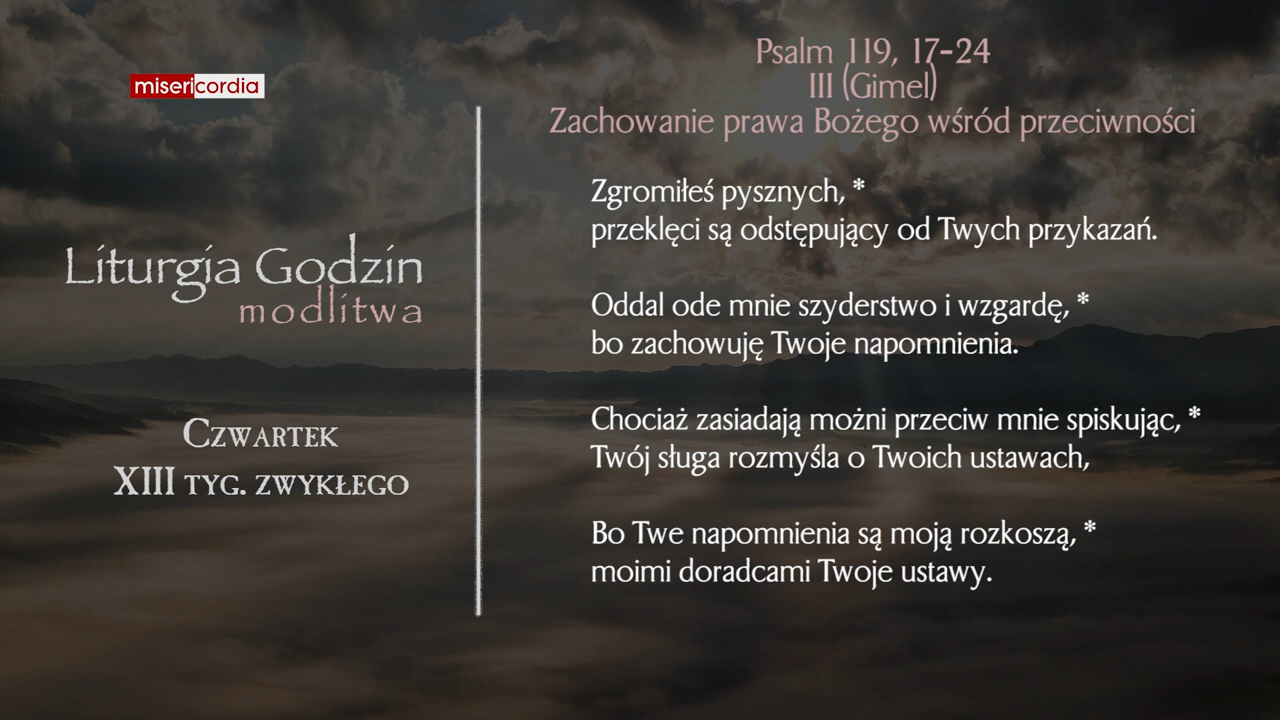 misericordia
Liturgia Godzin
modlitwa
Czwartek
XIII tyg. zwykłego
Psalm 119, 17-24
III (Gimel)
Zachowanie prawa Bożego wśród przeciwności
Zgromiłeś pysznych, *
przeklęci są odstępujący od Twych przykazań.
Oddal ode mnie szyderstwo i wzgardę, *
bo zachowuję Twoje napomnienia.
Chociaż zasiadają możni przeciw mnie spiskując, *
Twój sługa rozmyśla o Twoich ustawach,
Bo Twe napomnienia są moją rozkoszą, *
moimi doradcami Twoje ustawy.